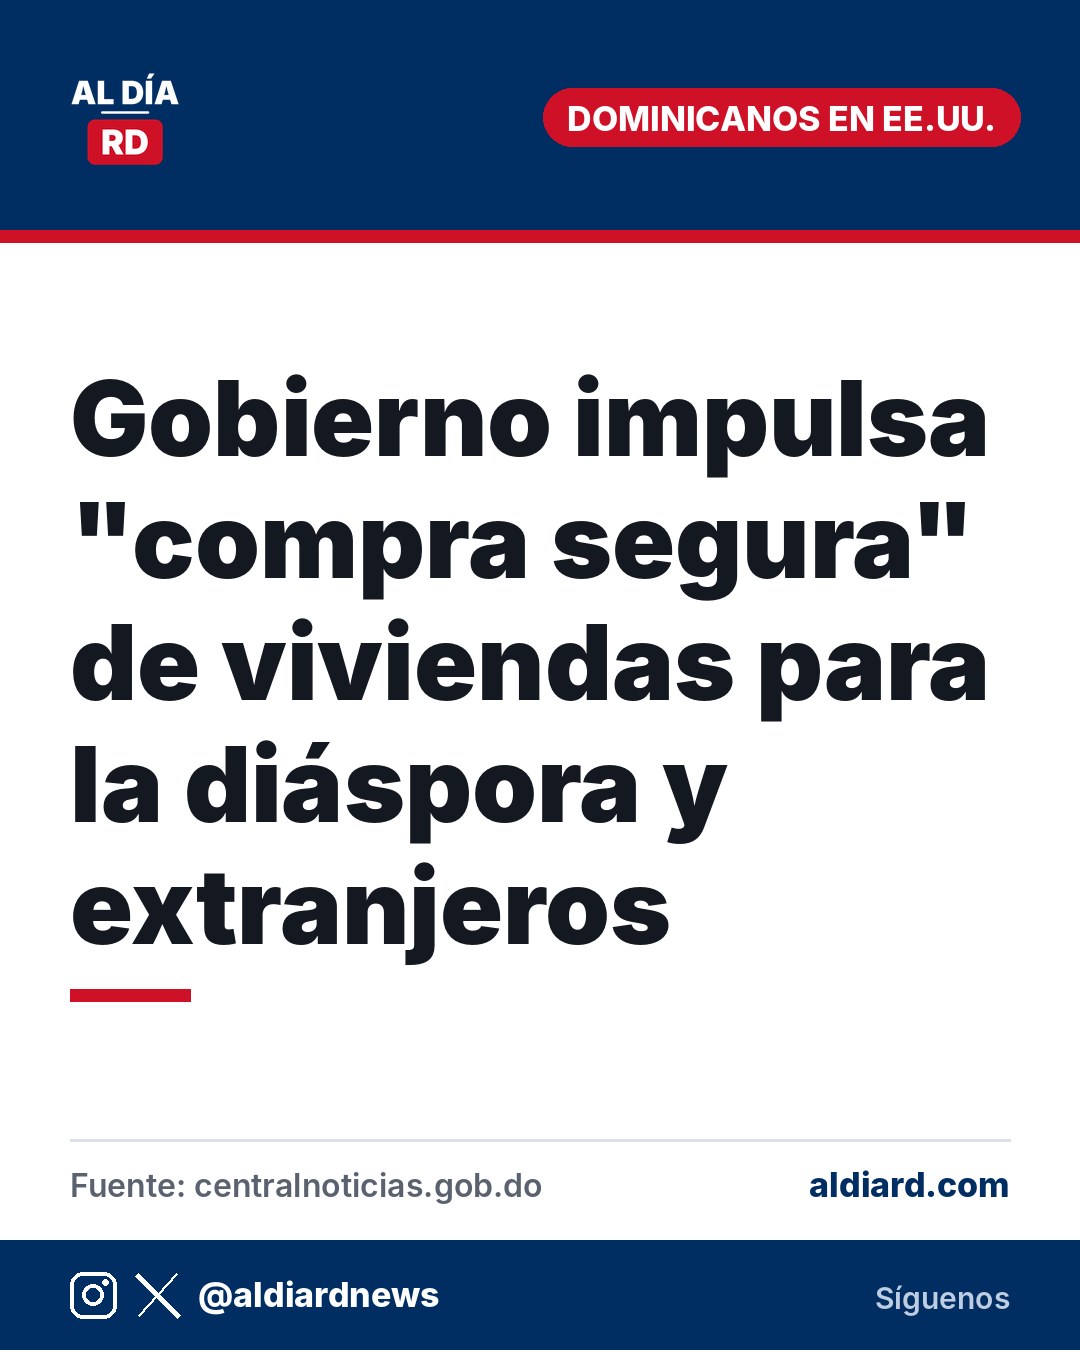 AL DÍA
RD
DOMINICANOS EN EE.UU.
Gobierno impulsa
"compra segura"
de viviendas para
la diáspora y
extranjeros
Fuente: centralnoticias.gob.do
aldiard.com
@aldiardnews
Síguenos